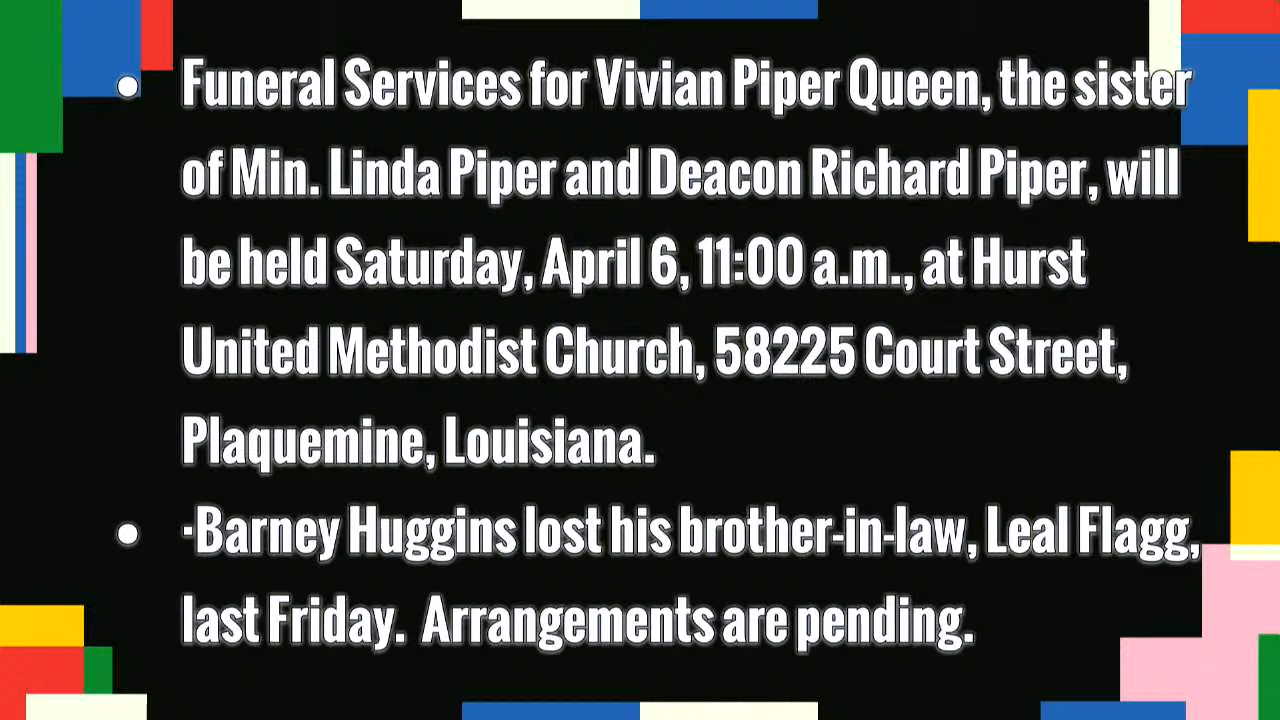 • Funeral Services for Vivian Piper Queen, the sister
of Min. Linda Piper and Deacon Richard Piper, will
be held Saturday, April 6, 11:00 a.m., at Hurst
United Methodist Church, 58225 Court Street,
Plaquemine, Louisiana.
• ·Barney Huggins lost his brother-in-law, Leal Flagg,
last Friday.  Arrangements are pending.